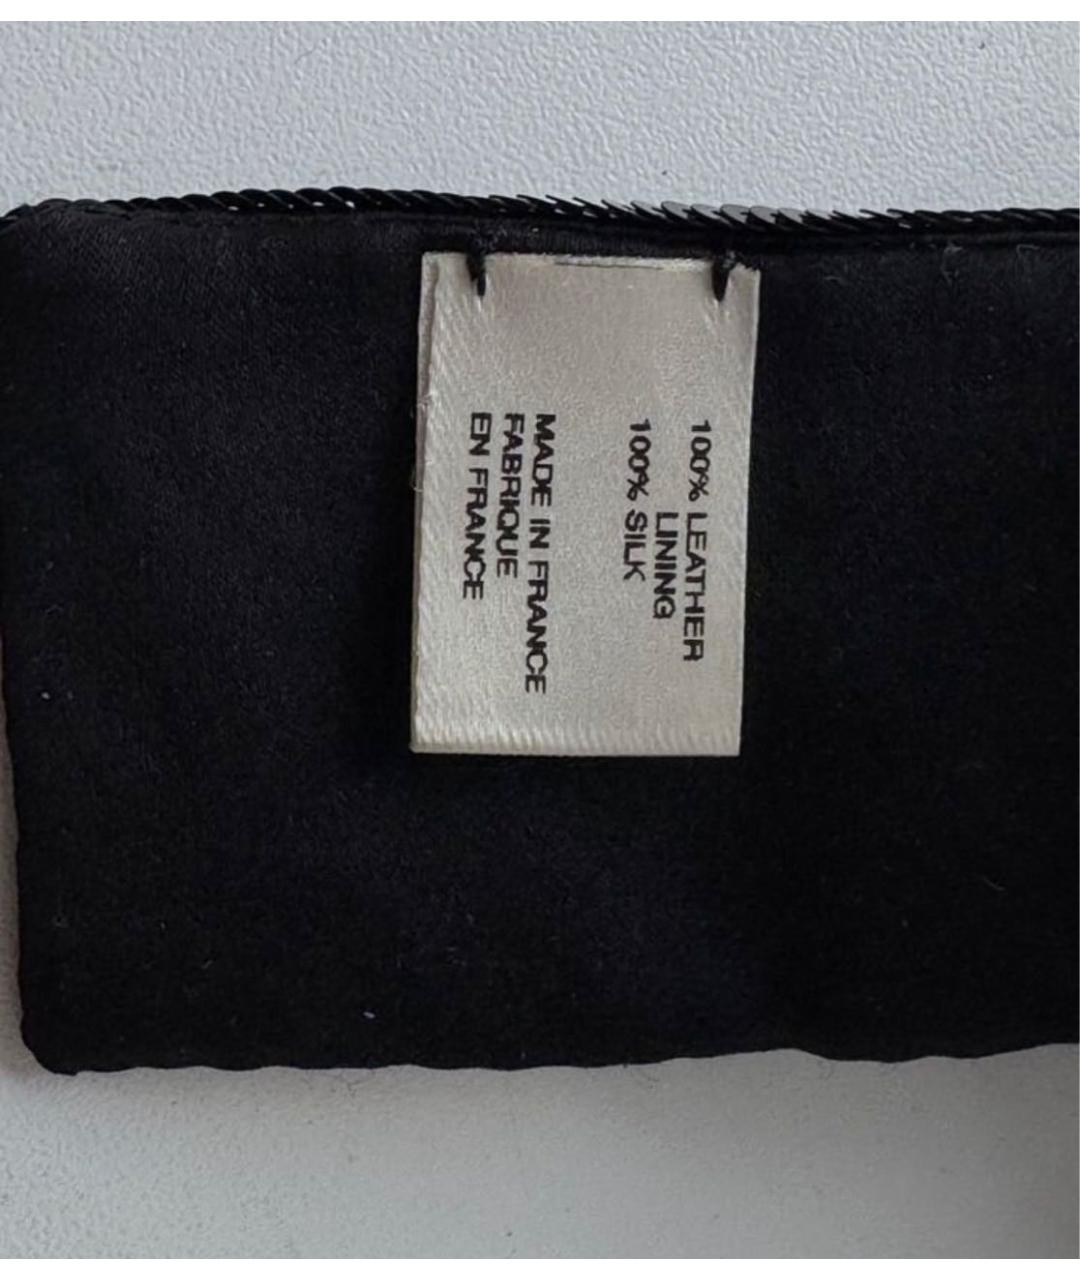 100% LEATHER
LINING
100% SILK
MADE IN FRANCE
FABRIQUE
EN FRANCE